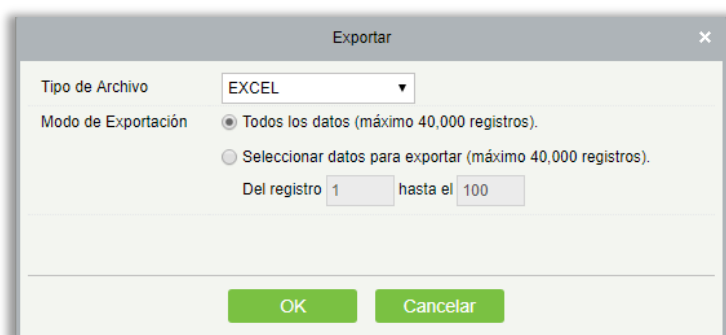 Exportar ×
Tipo de Archivo EXCEL
Modo de Exportación Todos los datos (máximo 40,000 registros).
Seleccionar datos para exportar (máximo 40,000 registros).
Del registro 1 hasta el 100
OK Cancelar